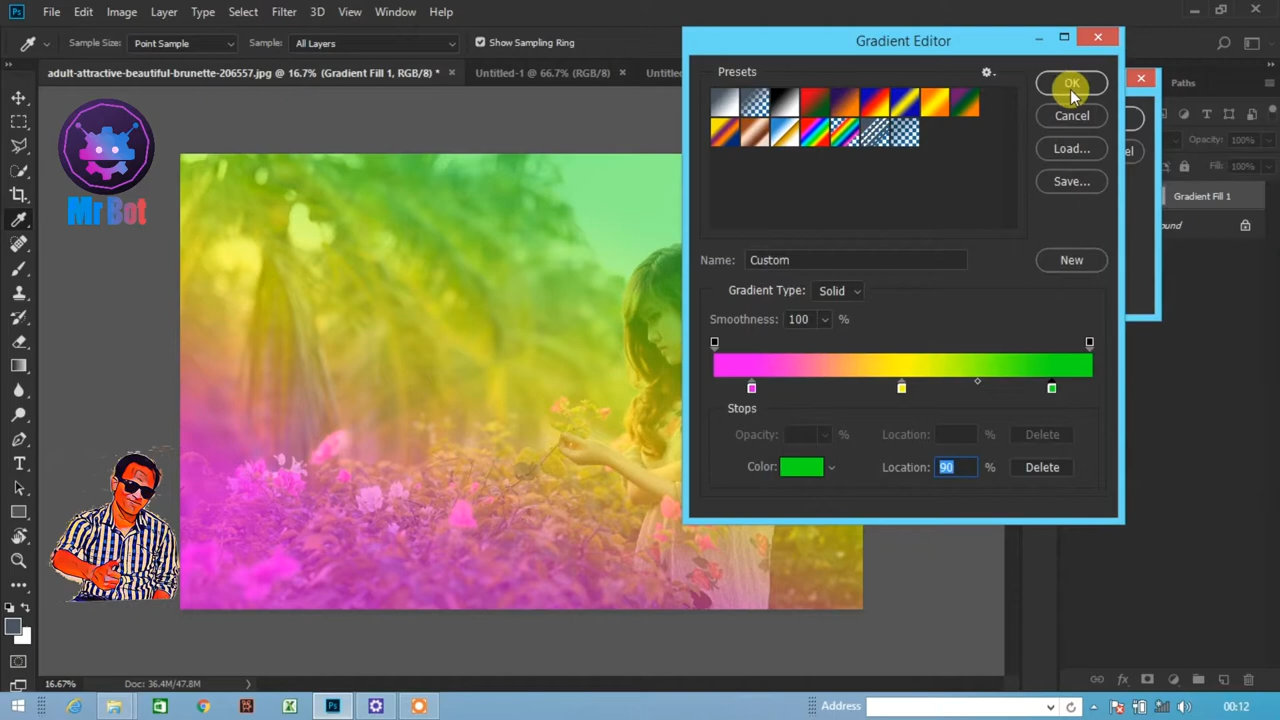 Ps File Edit Image Layer Type Select Filter 3D View Window Help
Sample Size: Point Sample Sample: All Layers Show Sampling Ring
adult-attractive-beautiful-brunette-206557.jpg @ 16.7% (Gradient Fill 1, RGB/8) * Untitled-1 @ 66.7% (RGB/8)
Mr Bot
Gradient Editor
Presets
OK
Cancel
Load...
Save...
Name: Custom
New
Gradient Type: Solid
Smoothness: 100 %
Stops
Opacity: % Location: % Delete
Color: Location: 90 % Delete
Paths
Opacity: 100%
Fill: 100%
Gradient Fill 1
16.67% Doc: 36.4M/47.8M
Address
00:12